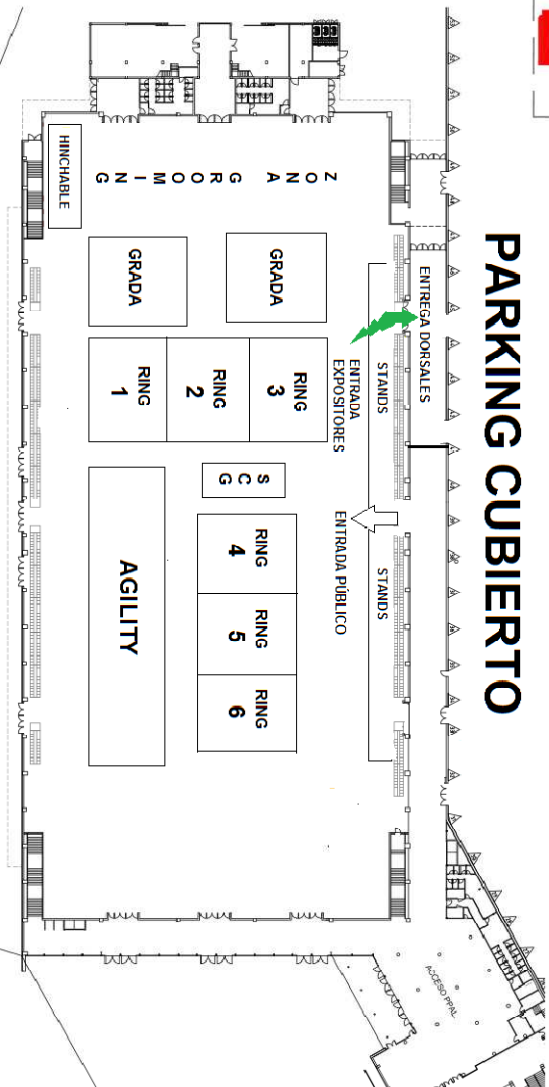 PARKING CUBIERTO
ENTREGA DORSALES
STANDS
STANDS
ENTRADA
EXPOSITORES
ENTRADA PÚBLICO
ZONA GROOMING
HINCHABLE
GRADA
GRADA
RING
3
RING
2
RING
1
S
C
G
RING
4
RING
5
RING
6
AGILITY
ACCESO PPAL